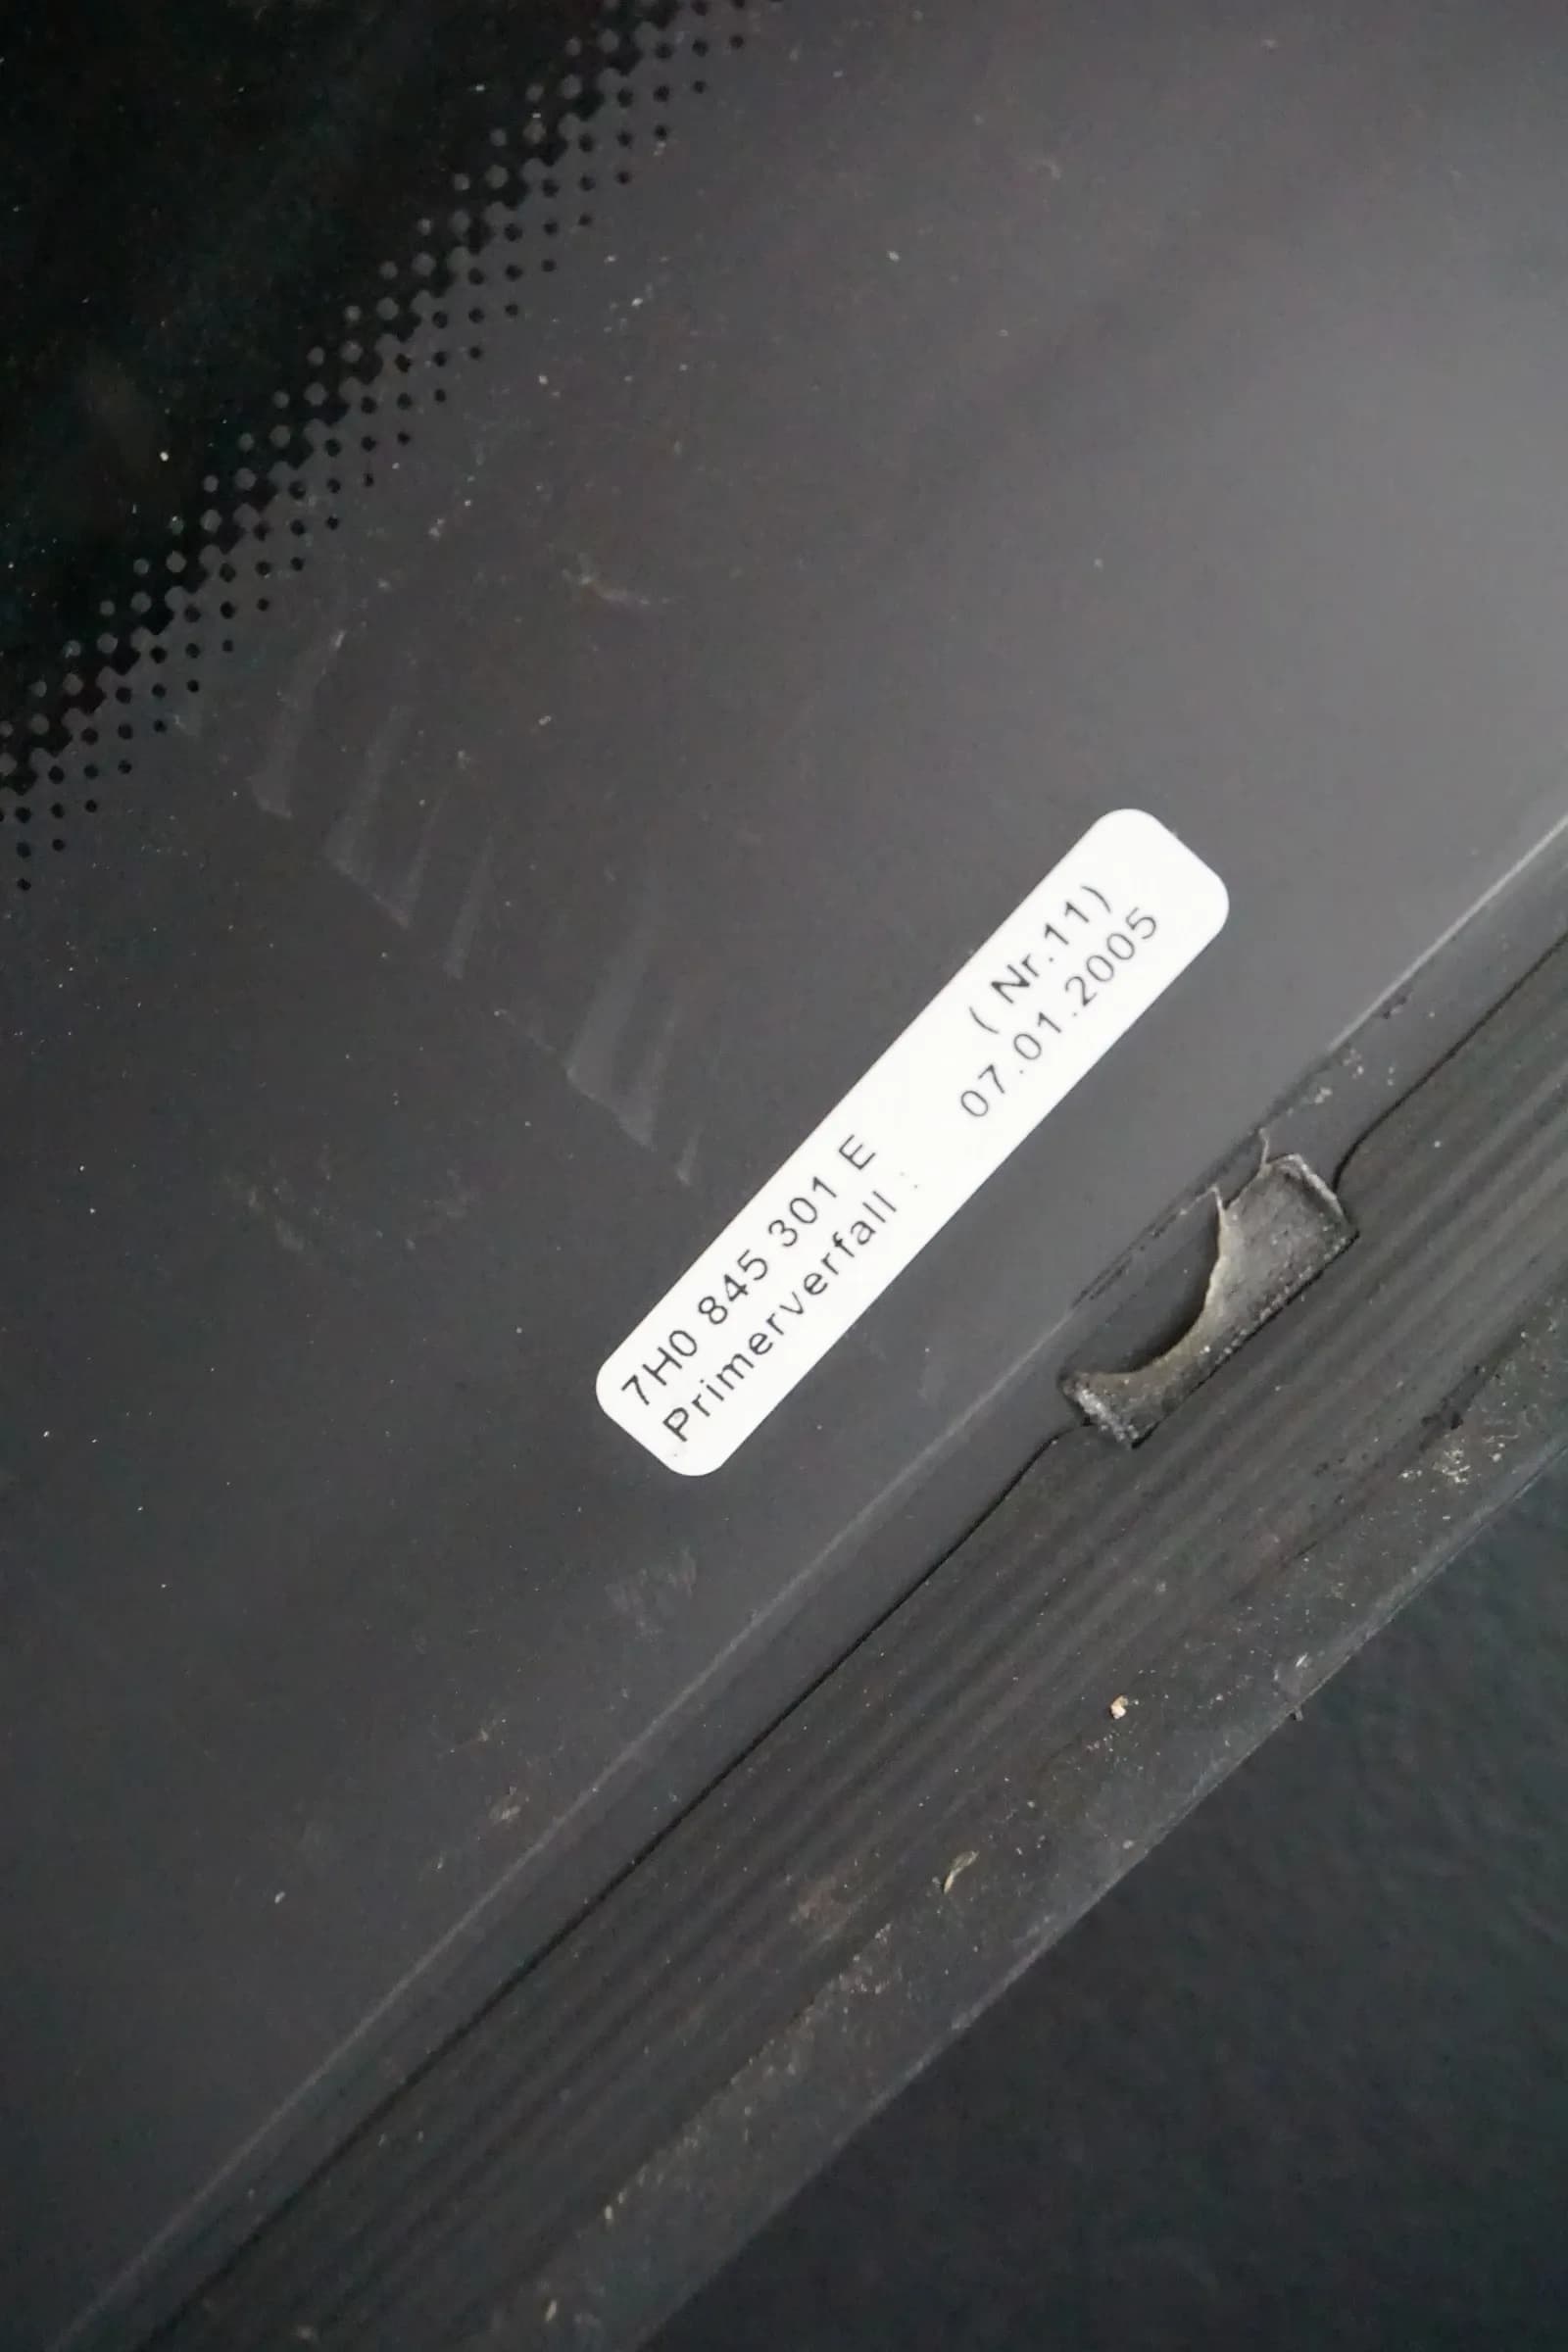 7H0 845 301 E ( Nr.11)
Primerverfall : 07.01.2005